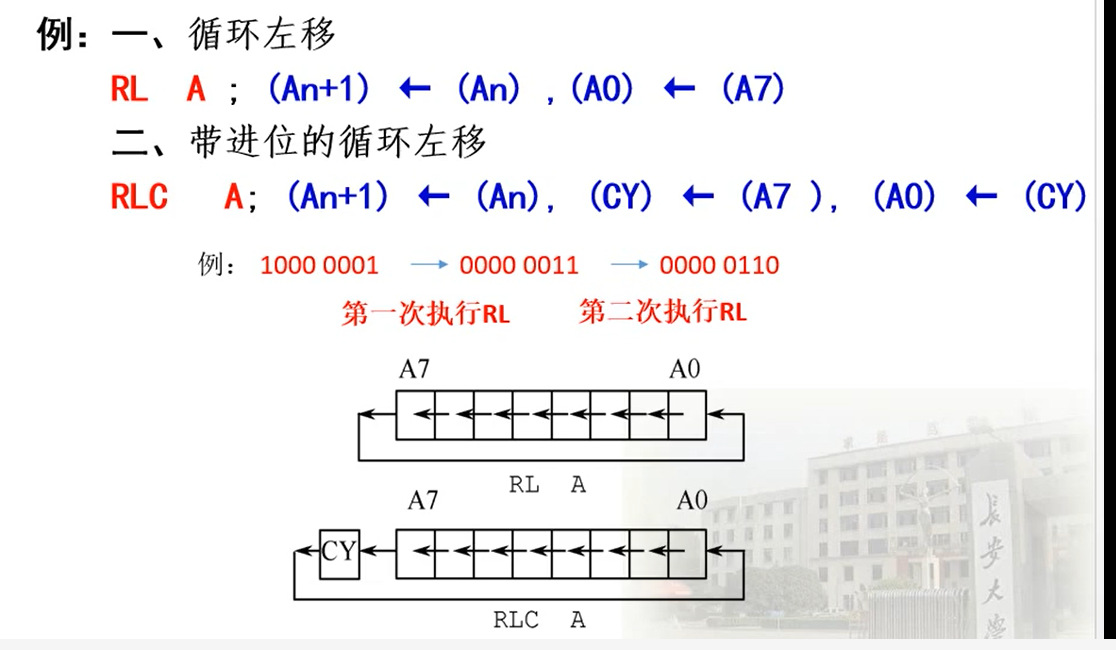 例：一、循环左移
RL A ; (An+1) ← (An) , (A0) ← (A7)
二、带进位的循环左移
RLC A; (An+1) ← (An), (CY) ← (A7 ), (A0) ← (CY)
例： 1000 0001 → 0000 0011 → 0000 0110
第一次执行RL 第二次执行RL
A7 A0
RL A
A7 A0
CY
RLC A
长安大学